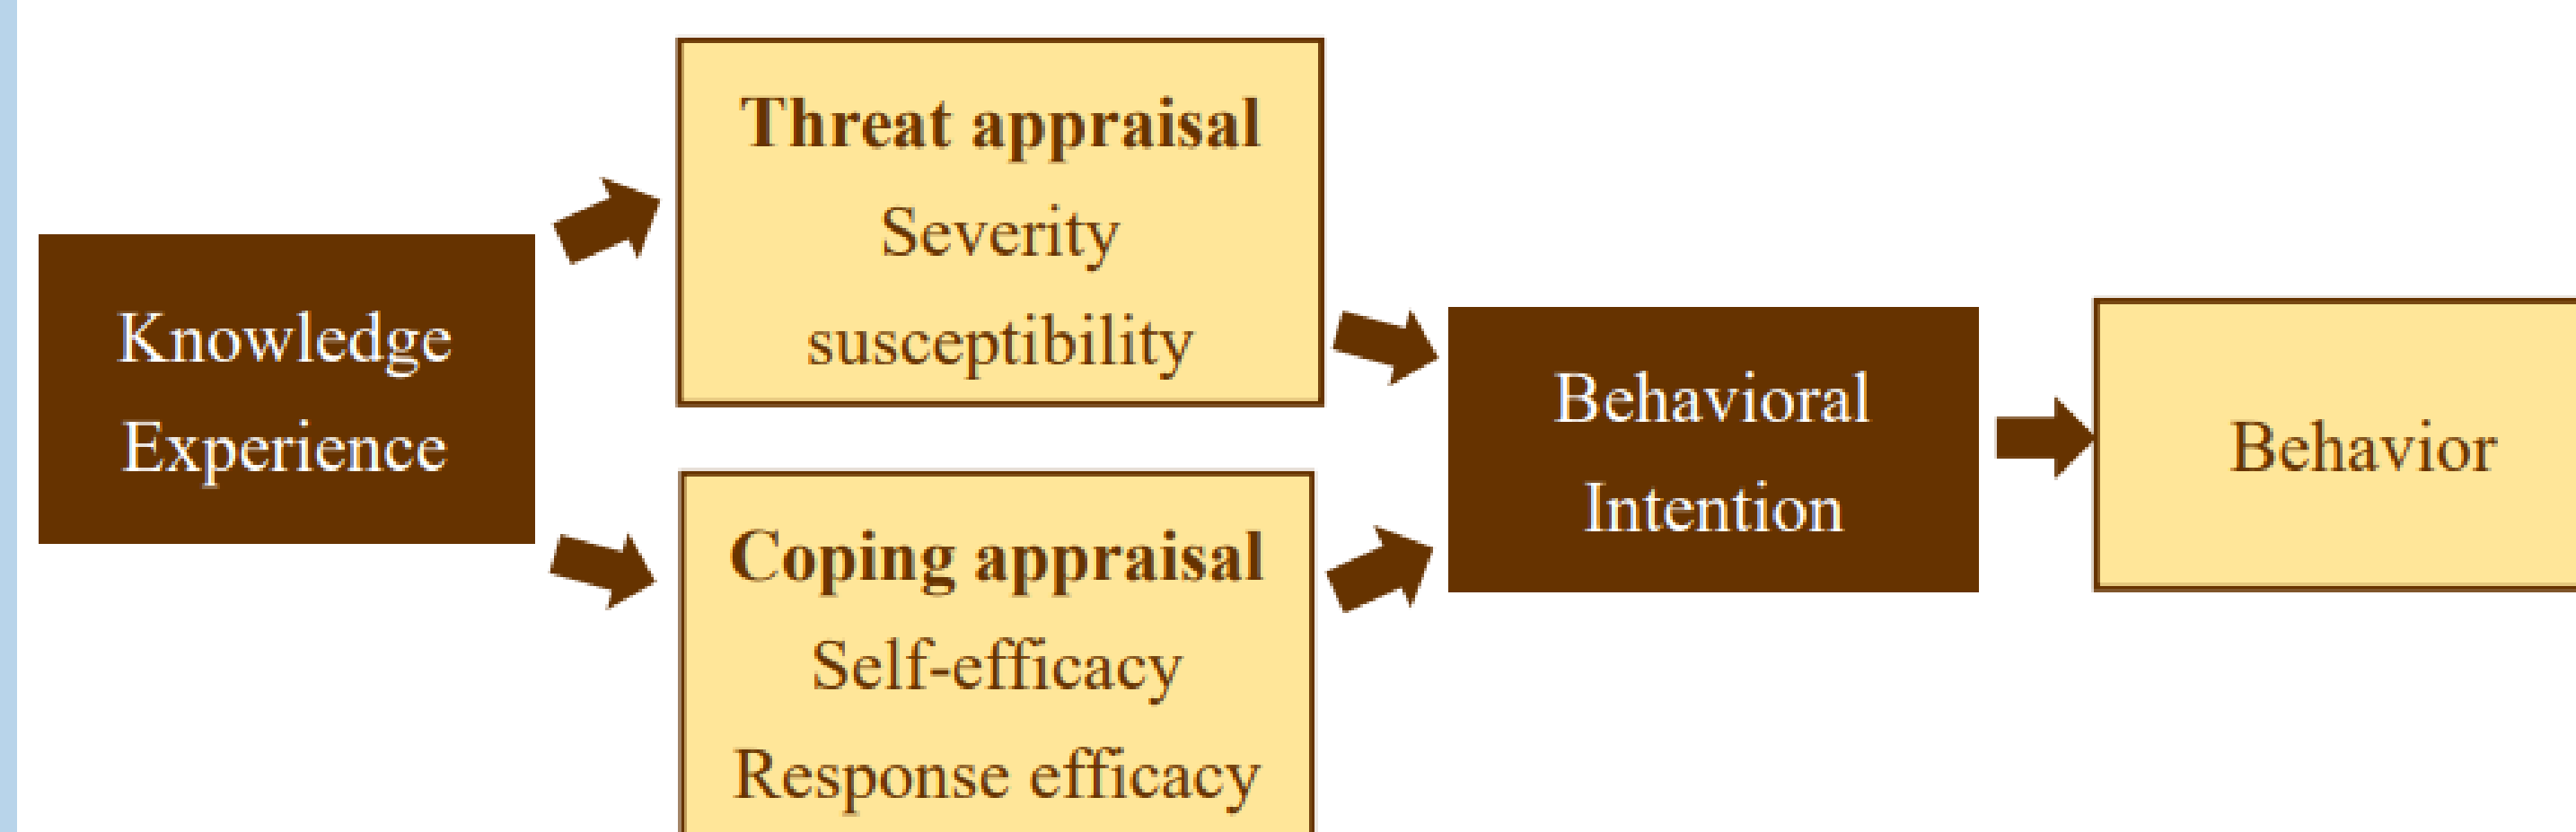 Threat appraisal
Severity
susceptibility
Knowledge
Experience
Behavioral
Intention
Behavior
Coping appraisal
Self-efficacy
Response efficacy